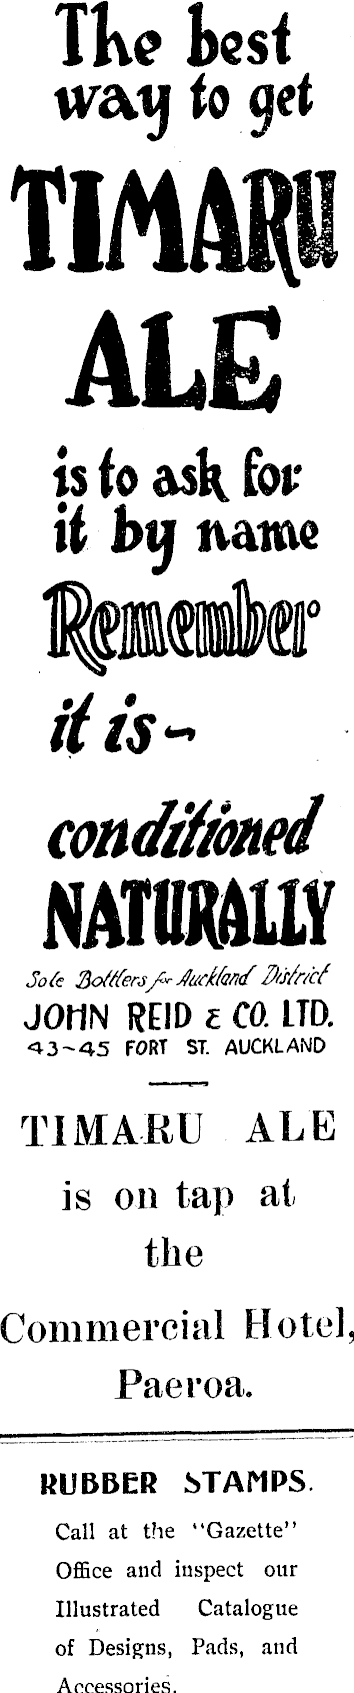 The best
way to get
TIMARU
ALE
is to ask for
it by name
Remember
it is~
conditioned
NATURALLY
Sole Bottlers for Auckland District
JOHN REID & CO. LTD.
43~45 FORT ST. AUCKLAND
TIMARU ALE
is on tap at
the
Commercial Hotel,
Paeroa.
RUBBER STAMPS.
Call at the "Gazette"
Office and inspect our
Illustrated Catalogue
of Designs, Pads, and
Accessories.